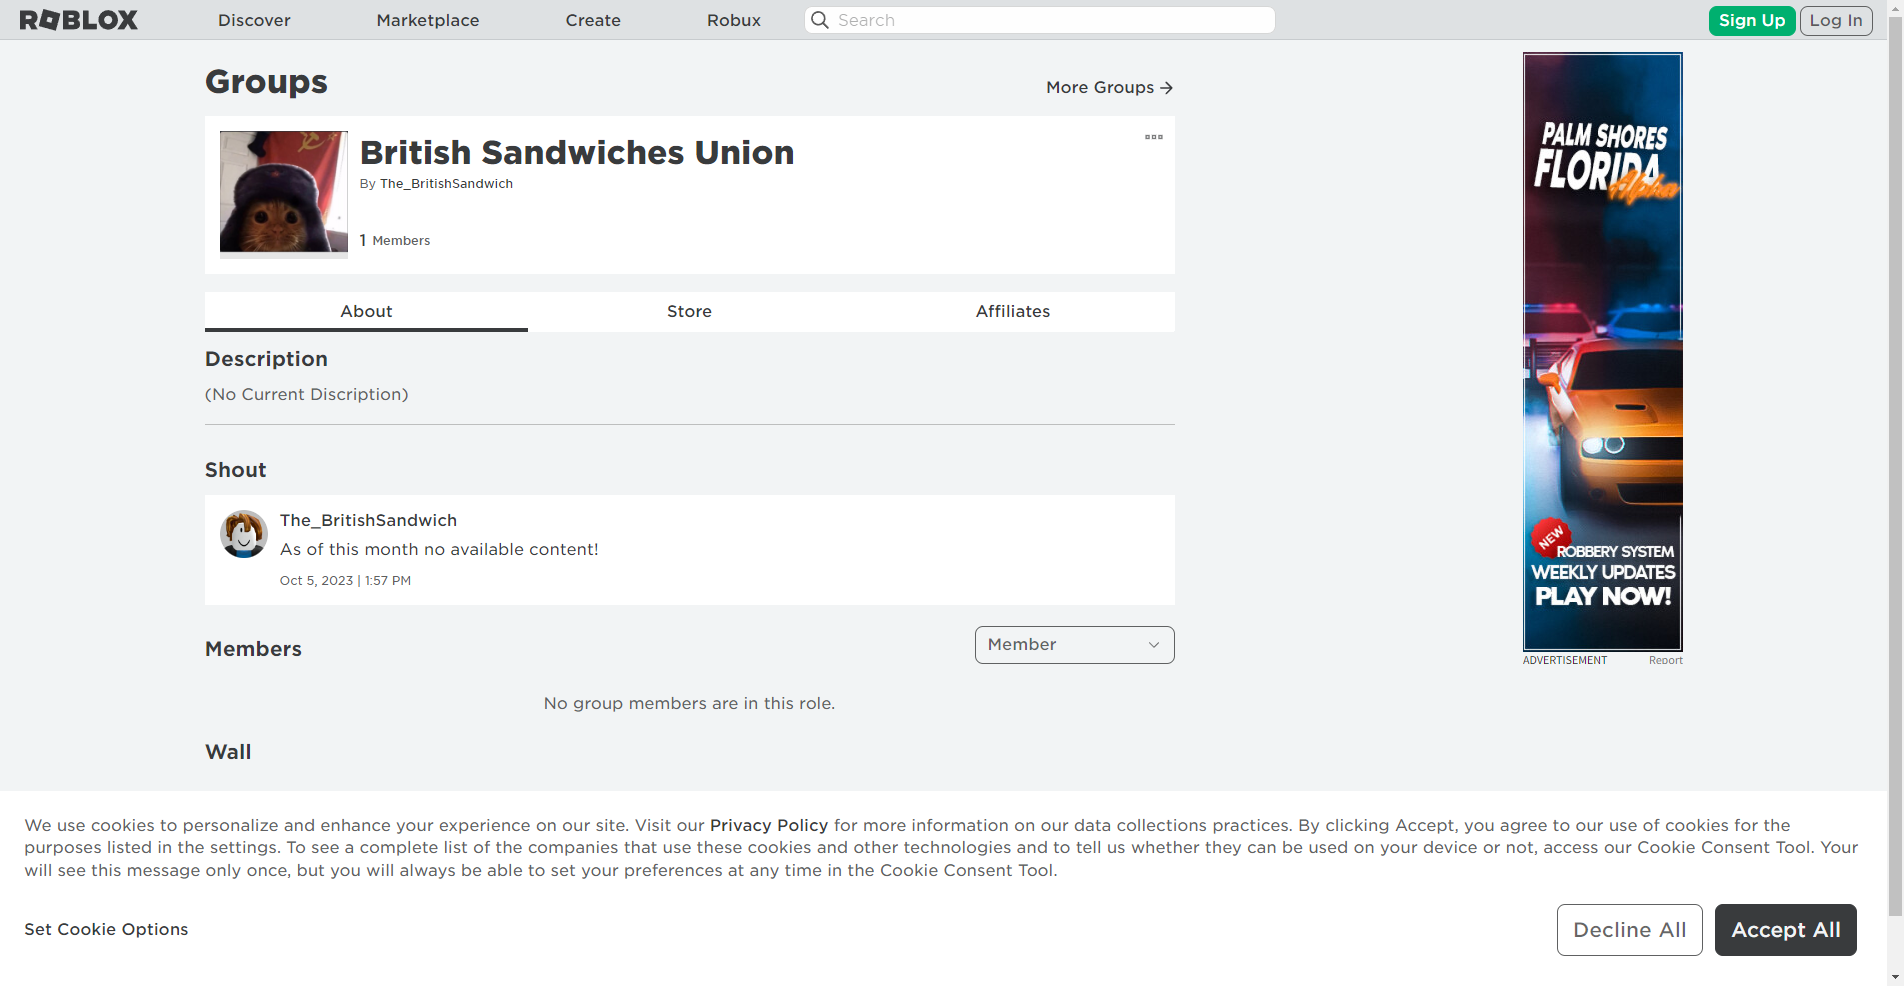 ROBLOX
Discover
Marketplace
Create
Robux
Search
Sign Up
Log In
Groups
More Groups
British Sandwiches Union
By The_BritishSandwich
1 Members
About
Store
Affiliates
Description
(No Current Discription)
Shout
The_BritishSandwich
As of this month no available content!
Oct 5, 2023 | 1:57 PM
Members
Member
No group members are in this role.
Wall
PALM SHORES
FLORIDA
Alpha
NEW
ROBBERY SYSTEM
WEEKLY UPDATES
PLAY NOW!
ADVERTISEMENT
Report
We use cookies to personalize and enhance your experience on our site. Visit our Privacy Policy for more information on our data collections practices. By clicking Accept, you agree to our use of cookies for the
purposes listed in the settings. To see a complete list of the companies that use these cookies and other technologies and to tell us whether they can be used on your device or not, access our Cookie Consent Tool. Your
will see this message only once, but you will always be able to set your preferences at any time in the Cookie Consent Tool.
Set Cookie Options
Decline All
Accept All